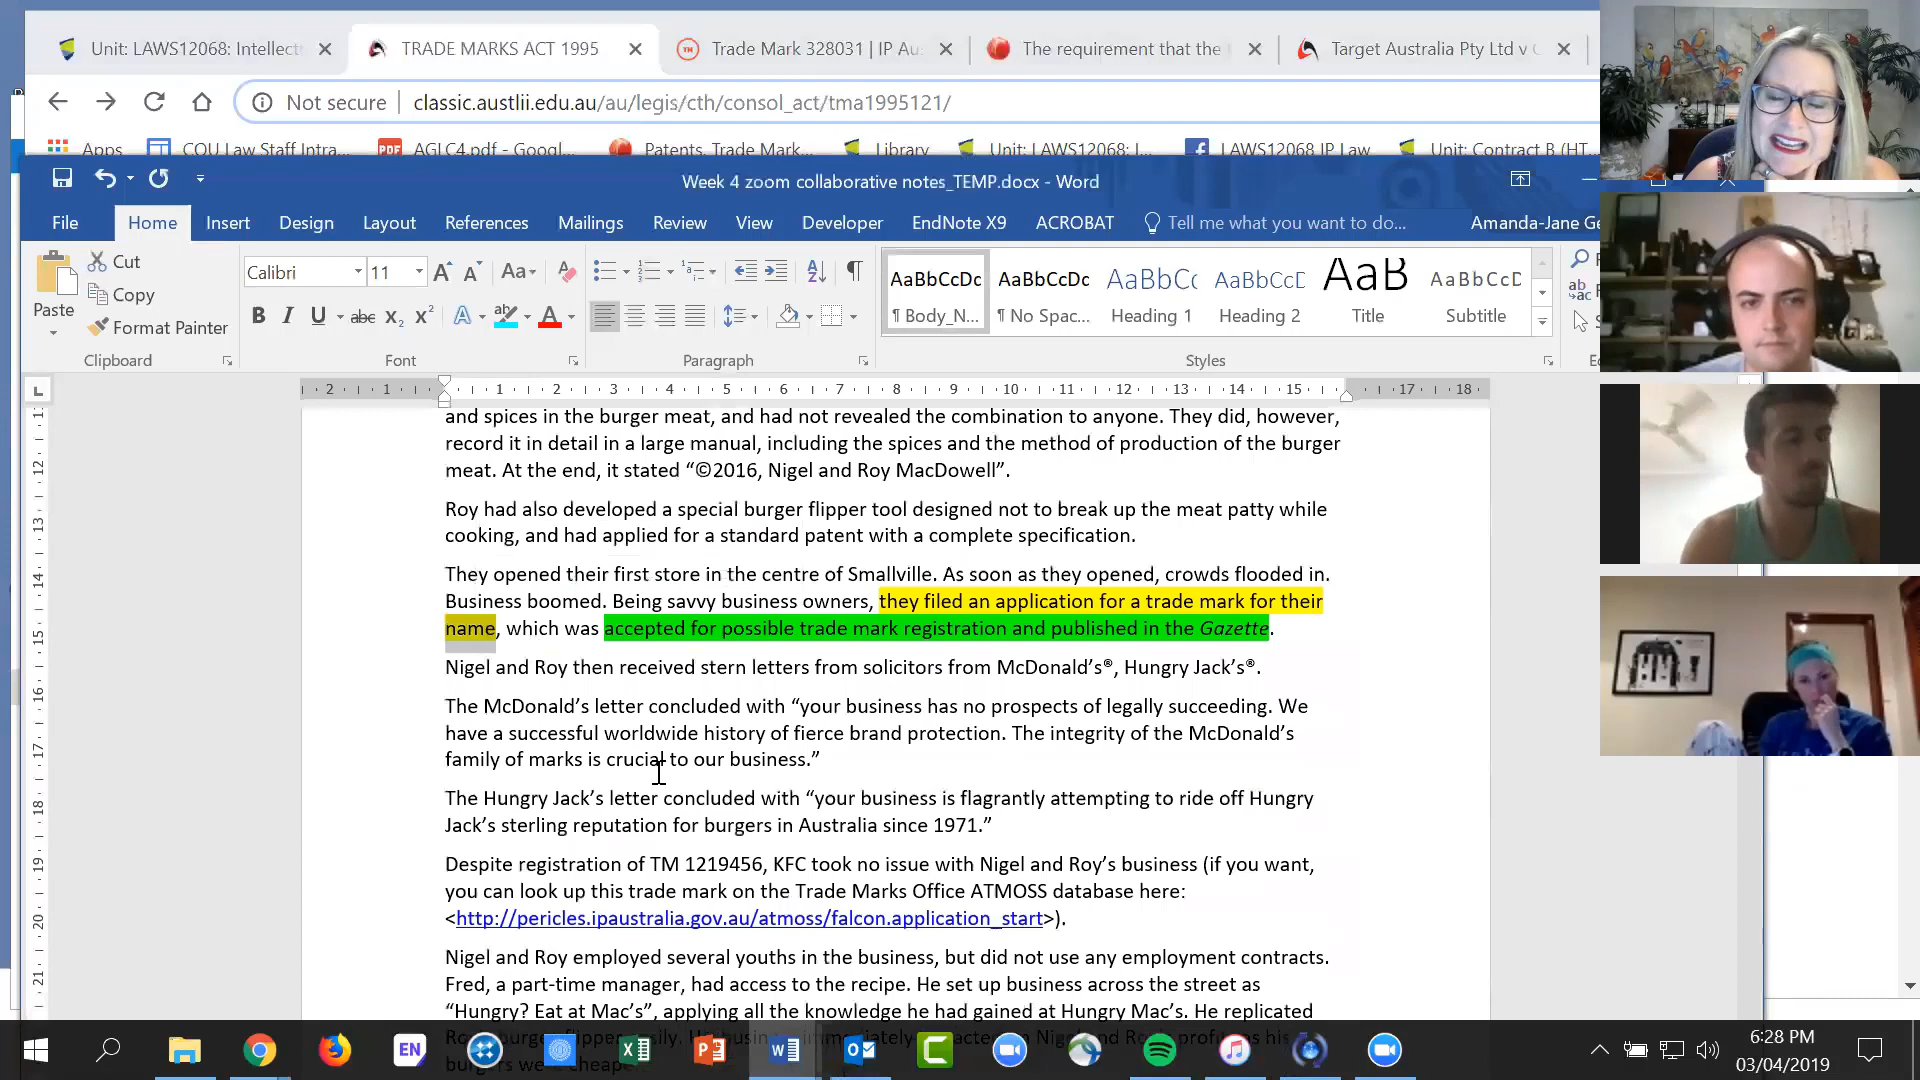 Unit: LAWS12068: Intellect
TRADE MARKS ACT 1995
Trade Mark 328031 | IP Au
The requirement that the
Target Australia Pty Ltd v
Not secure
classic.austlii.edu.au/au/legis/cth/consol_act/tma1995121/
Apps
CQU Law Staff Intra...
AGLC4.pdf - Googl...
Patents, Trade Mark...
Library
Unit: LAWS12068: I...
LAWS12068 IP Law
Unit: Contract B (HT...
Week 4 zoom collaborative notes_TEMP.docx - Word
File
Home
Insert
Design
Layout
References
Mailings
Review
View
Developer
EndNote X9
ACROBAT
Tell me what you want to do...
Amanda-Jane Ge
Paste
Cut
Copy
Format Painter
Calibri
11
Clipboard
Font
Paragraph
AaBbCcDc
AaBbCcDc
AaBbCc
AaBbCcD
AaB
AaBbCcD
¶ Body_N...
¶ No Spac...
Heading 1
Heading 2
Title
Subtitle
Styles
and spices in the burger meat, and had not revealed the combination to anyone. They did, however,
record it in detail in a large manual, including the spices and the method of production of the burger
meat. At the end, it stated “©2016, Nigel and Roy MacDowell”.
Roy had also developed a special burger flipper tool designed not to break up the meat patty while
cooking, and had applied for a standard patent with a complete specification.
They opened their first store in the centre of Smallville. As soon as they opened, crowds flooded in.
Business boomed. Being savvy business owners, they filed an application for a trade mark for their
name, which was accepted for possible trade mark registration and published in the Gazette.
Nigel and Roy then received stern letters from solicitors from McDonald’s®, Hungry Jack’s®.
The McDonald’s letter concluded with “your business has no prospects of legally succeeding. We
have a successful worldwide history of fierce brand protection. The integrity of the McDonald’s
family of marks is crucial to our business.”
The Hungry Jack’s letter concluded with “your business is flagrantly attempting to ride off Hungry
Jack’s sterling reputation for burgers in Australia since 1971.”
Despite registration of TM 1219456, KFC took no issue with Nigel and Roy’s business (if you want,
you can look up this trade mark on the Trade Marks Office ATMOSS database here:
<http://pericles.ipaustralia.gov.au/atmoss/falcon.application_start>).
Nigel and Roy employed several youths in the business, but did not use any employment contracts.
Fred, a part-time manager, had access to the recipe. He set up business across the street as
“Hungry? Eat at Mac’s”, applying all the knowledge he had gained at Hungry Mac’s. He replicated
6:28 PM
03/04/2019